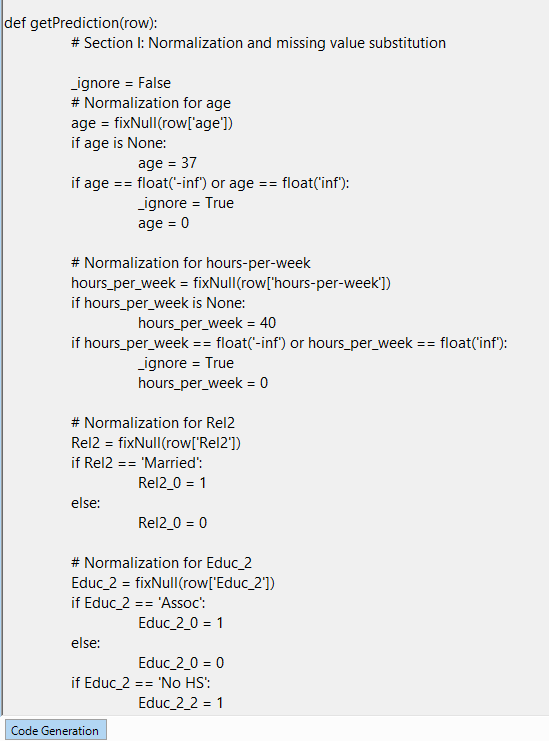 def getPrediction(row):
# Section I: Normalization and missing value substitution
_ignore = False
# Normalization for age
age = fixNull(row['age'])
if age is None:
age = 37
if age == float('-inf') or age == float('inf'):
_ignore = True
age = 0
# Normalization for hours-per-week
hours_per_week = fixNull(row['hours-per-week'])
if hours_per_week is None:
hours_per_week = 40
if hours_per_week == float('-inf') or hours_per_week == float('inf'):
_ignore = True
hours_per_week = 0
# Normalization for Rel2
Rel2 = fixNull(row['Rel2'])
if Rel2 == 'Married':
Rel2_0 = 1
else:
Rel2_0 = 0
# Normalization for Educ_2
Educ_2 = fixNull(row['Educ_2'])
if Educ_2 == 'Assoc':
Educ_2_0 = 1
else:
Educ_2_0 = 0
if Educ_2 == 'No HS':
Educ_2_2 = 1
Code Generation